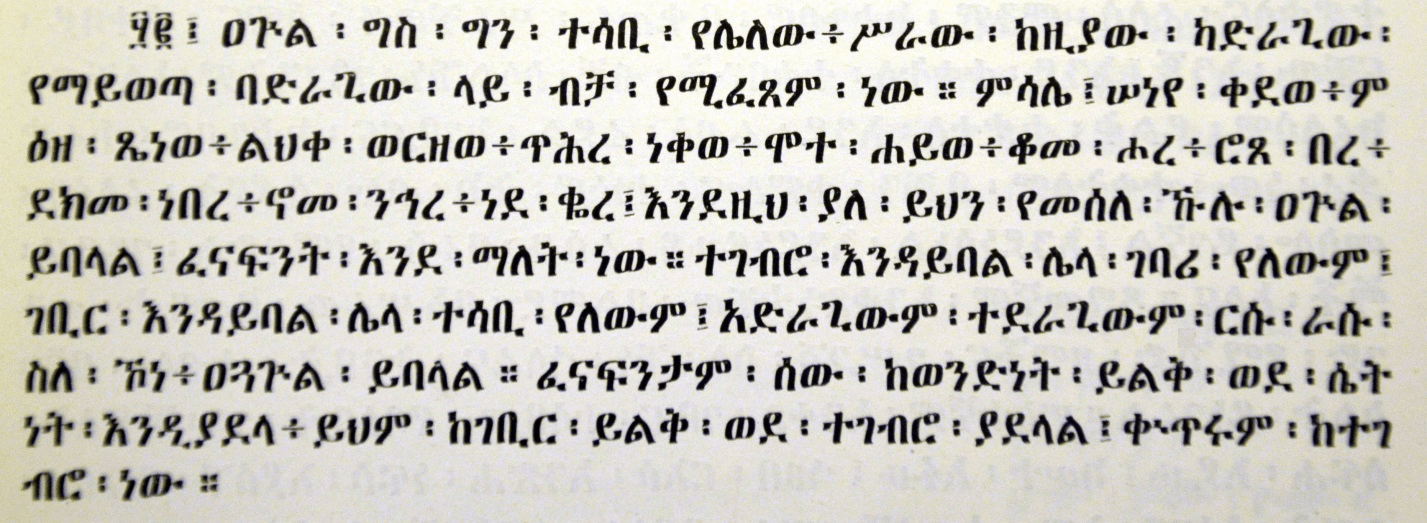 ፶፪ ፤ ዐጕል ፡ ግስ ፡ ግን ፡ ተሳቢ ፡ የሌለው ÷ ሥራው ፡ ከዚያው ፡ ካድራጊው ፡
የማይወጣ ፡ በድራጊው ፡ ላይ ፡ ብቻ ፡ የሚፈጸም ፡ ነው ። ምሳሌ ፤ ሠነየ ፡ ቀደወ ÷ ም
ዕዘ ፡ ጼነወ ÷ ልህቀ ፡ ወርዘወ ÷ ጥሕረ ፡ ነቀወ ÷ ሞተ ፡ ሐይወ ÷ ቆመ ፡ ሖረ ÷ ሮጸ ፡ በረ ÷
ደክመ ፡ ነበረ ÷ ኖመ ፡ ንኅረ ÷ ነደ ፡ ቈረ ፤ እንደዚህ ፡ ያለ ፡ ይህን ፡ የመሰለ ፡ ኹሉ ፡ ዐጕል ፡
ይባላል ፤ ፈናፍንት ፡ እንደ ፡ ማለት ፡ ነው ። ተገብሮ ፡ እንዳይባል ፡ ሌላ ፡ ገባሪ ፡ የለውም ፤
ገቢር ፡ እንዳይባል ፡ ሌላ ፡ ተሳቢ ፡ የለውም ፤ አድራጊውም ፡ ተደራጊውም ፡ ርሱ ፡ ራሱ ፡
ስለ ፡ ኾነ ÷ ዐጓጕል ፡ ይባላል ። ፈናፍንታም ፡ ሰው ፡ ከወንድነት ፡ ይልቅ ፡ ወደ ፡ ሴት
ነት ፡ እንዲያደላ ÷ ይህም ፡ ከገቢር ፡ ይልቅ ፡ ወደ ፡ ተገብሮ ፡ ያደላል ፤ ቍጥሩም ፡ ከተገ
ብሮ ፡ ነው ።